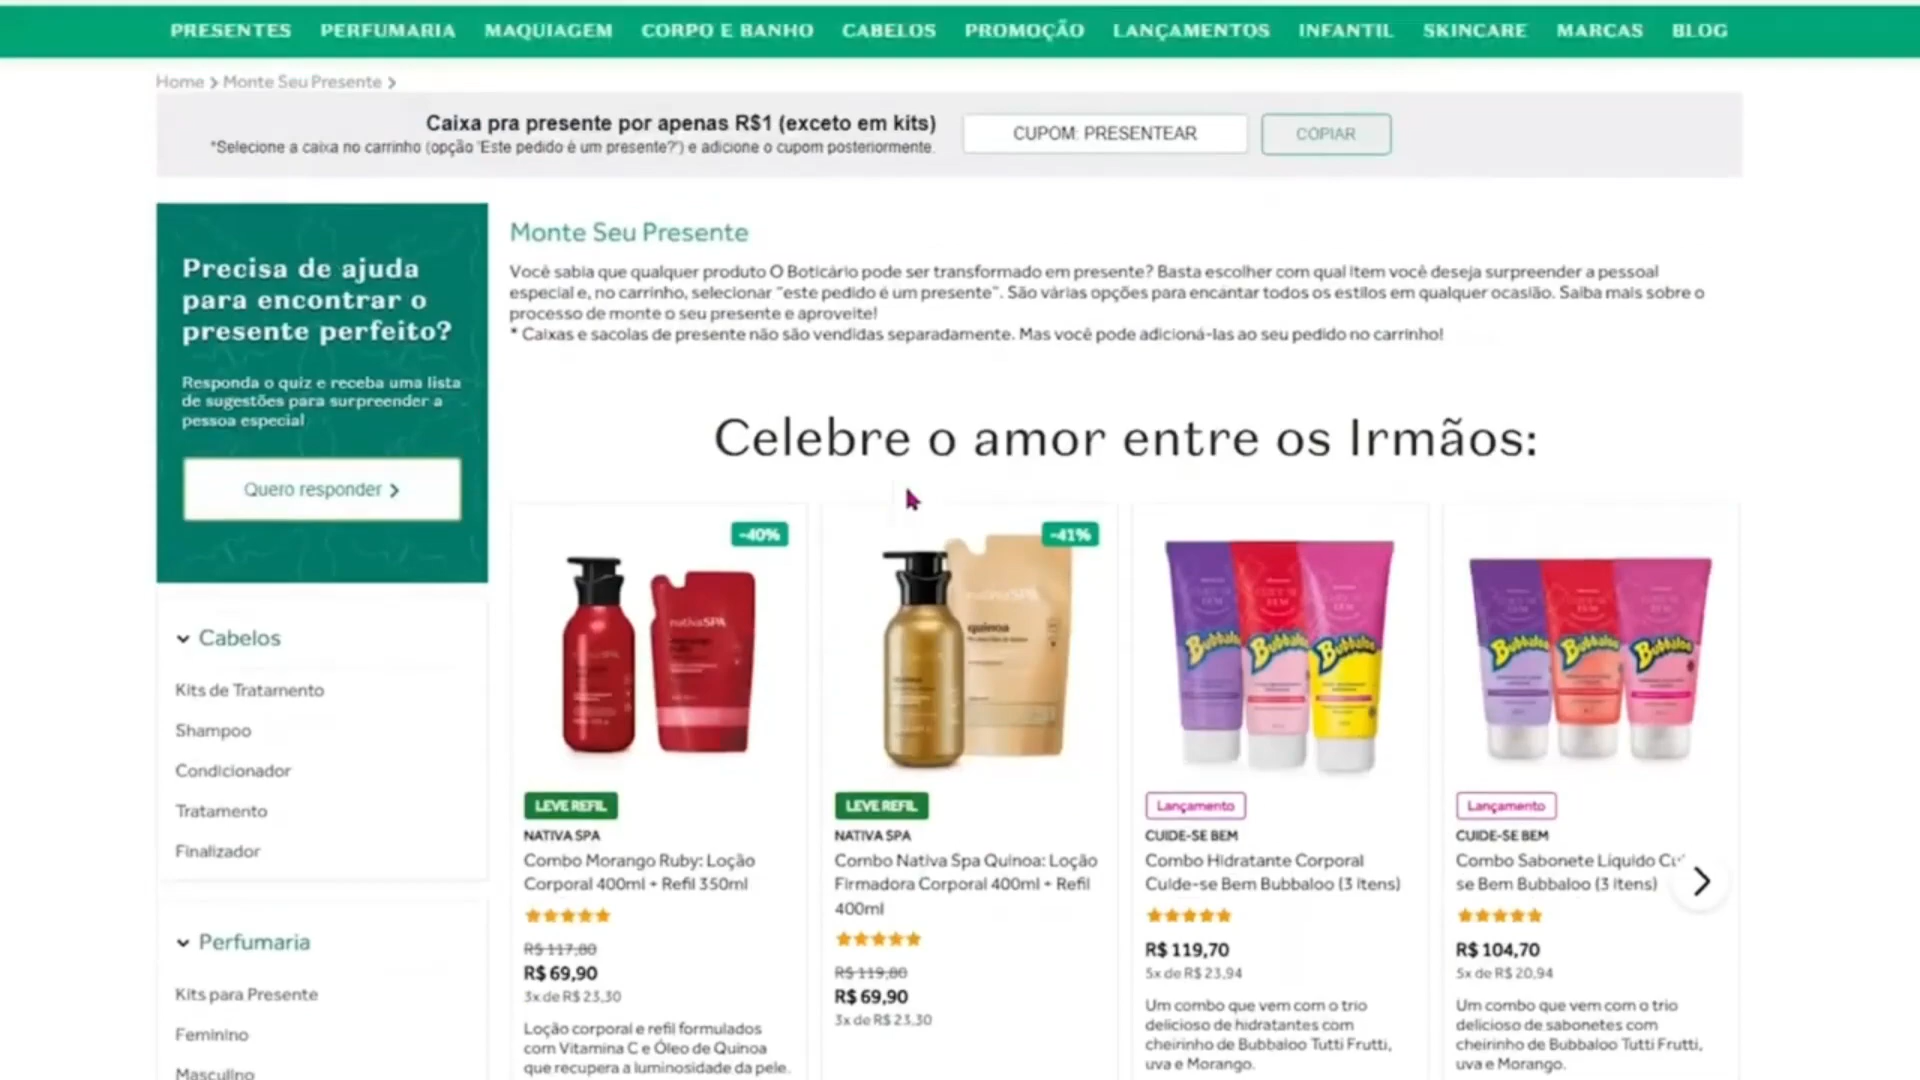 PRESENTES PERFUMARIA MAQUIAGEM CORPO E BANHO CABELOS PROMOÇÃO LANÇAMENTOS INFANTIL SKINCARE MARCAS BLOG
Home > Monte Seu Presente >
Caixa pra presente por apenas R$1 (exceto em kits)
*Selecione a caixa no carrinho (opção 'Este pedido é um presente?') e adicione o cupom posteriormente.
CUPOM: PRESENTEAR
COPIAR
Precisa de ajuda
para encontrar o
presente perfeito?
Responda o quiz e receba uma lista
de sugestões para surpreender a
pessoa especial
Quero responder >
Cabelos
Kits de Tratamento
Shampoo
Condicionador
Tratamento
Finalizador
Perfumaria
Kits para Presente
Feminino
Masculino
Monte Seu Presente
Você sabia que qualquer produto O Boticário pode ser transformado em presente? Basta escolher com qual item você deseja surpreender a pessoal
especial e, no carrinho, selecionar "este pedido é um presente". São várias opções para encantar todos os estilos em qualquer ocasião. Saiba mais sobre o
processo de monte o seu presente e aproveite!
* Caixas e sacolas de presente não são vendidas separadamente. Mas você pode adicioná-las ao seu pedido no carrinho!
Celebre o amor entre os Irmãos:
-40%
nativaSPA
LEVE REFIL
NATIVA SPA
Combo Morango Ruby: Loção
Corporal 400ml + Refil 350ml
R$ 117,80
R$ 69,90
3x de R$ 23,30
Loção corporal e refil formulados
com Vitamina C e Óleo de Quinoa
que recupera a luminosidade da pele.
-41%
nativaSPA
quinoa
LEVE REFIL
NATIVA SPA
Combo Nativa Spa Quinoa: Loção
Firmadora Corporal 400ml + Refil
400ml
R$ 119,80
R$ 69,90
3x de R$ 23,30
Bubbaloo Bubbaloo Bubbaloo
Lançamento
CUIDE-SE BEM
Combo Hidratante Corporal
Cuide-se Bem Bubbaloo (3 itens)
R$ 119,70
5x de R$ 23,94
Um combo que vem com o trio
delicioso de hidratantes com
cheirinho de Bubbaloo Tutti Frutti,
uva e Morango.
Bubbaloo Bubbaloo Bubbaloo
Lançamento
CUIDE-SE BEM
Combo Sabonete Líquido Cui
se Bem Bubbaloo (3 itens)
R$ 104,70
5x de R$ 20,94
Um combo que vem com o trio
delicioso de sabonetes com
cheirinho de Bubbaloo Tutti Frutti,
uva e Morango.